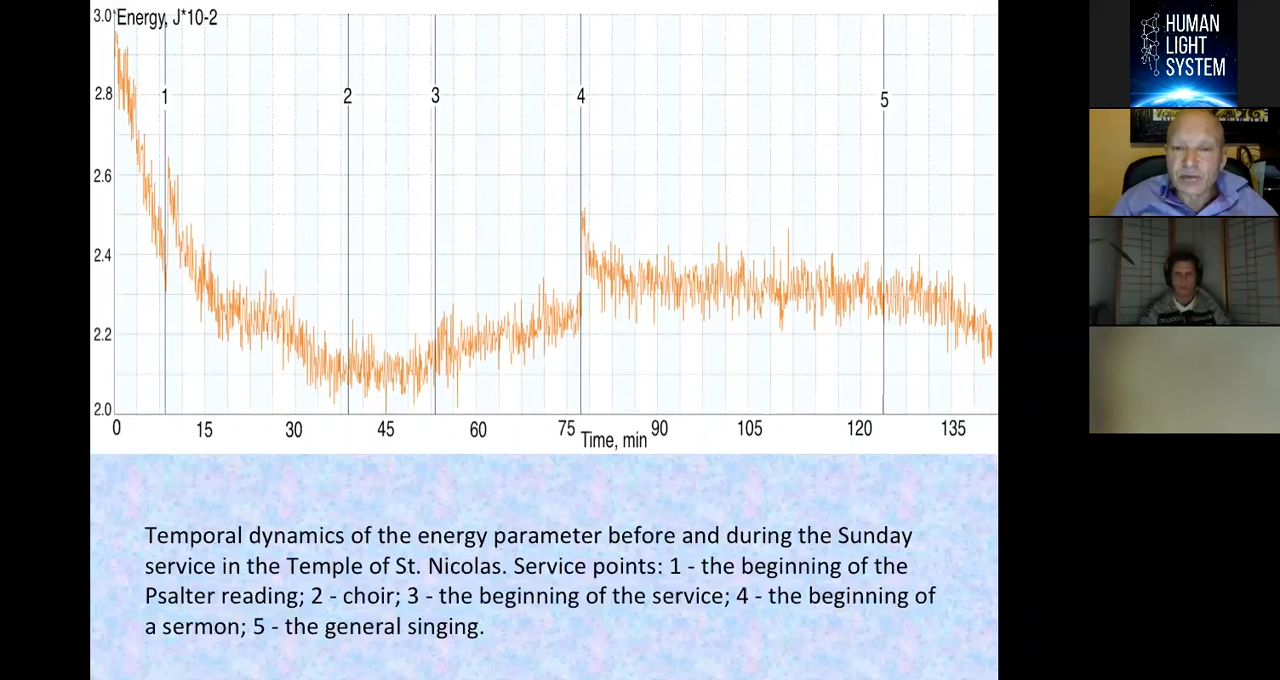 3.0 Energy, J*10-2
2.8
2.6
2.4
2.2
2.0
1
2
3
4
5
0 15 30 45 60 75 90 105 120 135
Time, min
Temporal dynamics of the energy parameter before and during the Sunday
service in the Temple of St. Nicolas. Service points: 1 - the beginning of the
Psalter reading; 2 - choir; 3 - the beginning of the service; 4 - the beginning of
a sermon; 5 - the general singing.
HUMAN
LIGHT
SYSTEM